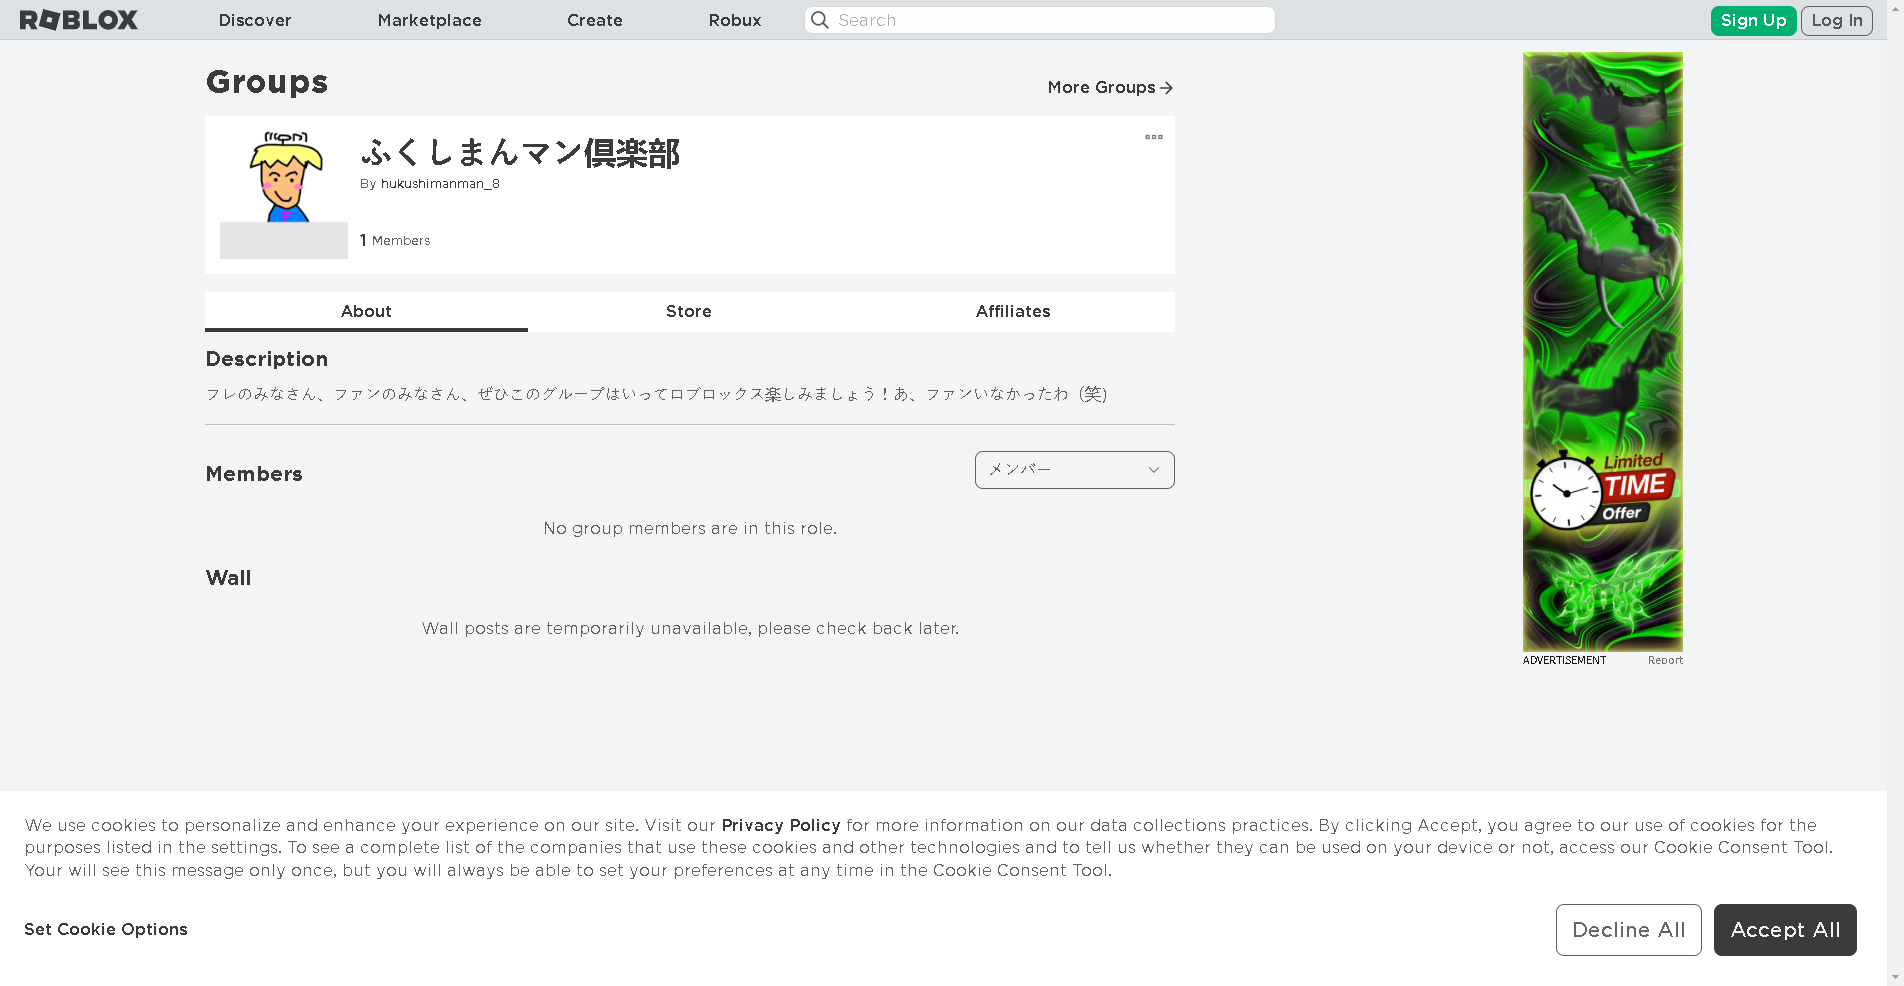 ROBLOX
Discover
Marketplace
Create
Robux
Search
Sign Up
Log In
Groups
More Groups
ふくしまんマン倶楽部
By hukushimanman_8
1 Members
About
Store
Affiliates
Description
フレのみなさん、ファンのみなさん、ぜひこのグループはいってロブロックス楽しみましょう！あ、ファンいなかったわ（笑)
Members
メンバー
No group members are in this role.
Wall
Wall posts are temporarily unavailable, please check back later.
Limited
TIME
Offer
ADVERTISEMENT
Report
We use cookies to personalize and enhance your experience on our site. Visit our Privacy Policy for more information on our data collections practices. By clicking Accept, you agree to our use of cookies for the
purposes listed in the settings. To see a complete list of the companies that use these cookies and other technologies and to tell us whether they can be used on your device or not, access our Cookie Consent Tool.
Your will see this message only once, but you will always be able to set your preferences at any time in the Cookie Consent Tool.
Set Cookie Options
Decline All
Accept All